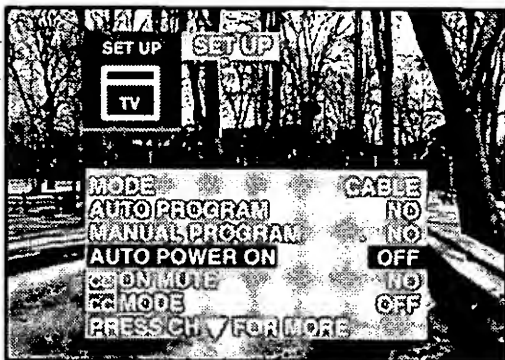 SET UP SET UP
TV
MODE CABLE
AUTO PROGRAM NO
MANUAL PROGRAM NO
AUTO POWER ON OFF
CC ON MUTE NO
CC MODE OFF
PRESS CH ▽ FOR MORE